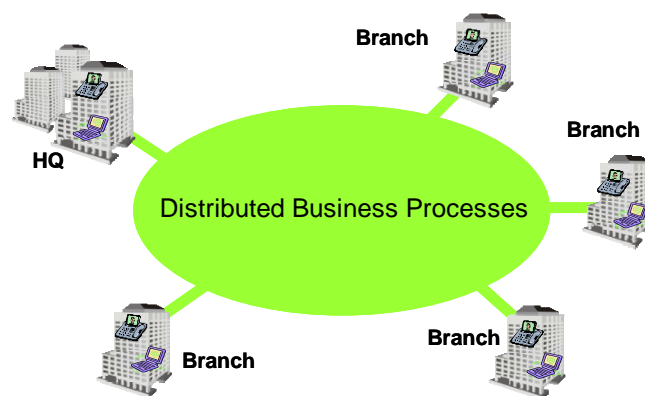 Branch
Branch
HQ
Distributed Business Processes
Branch
Branch